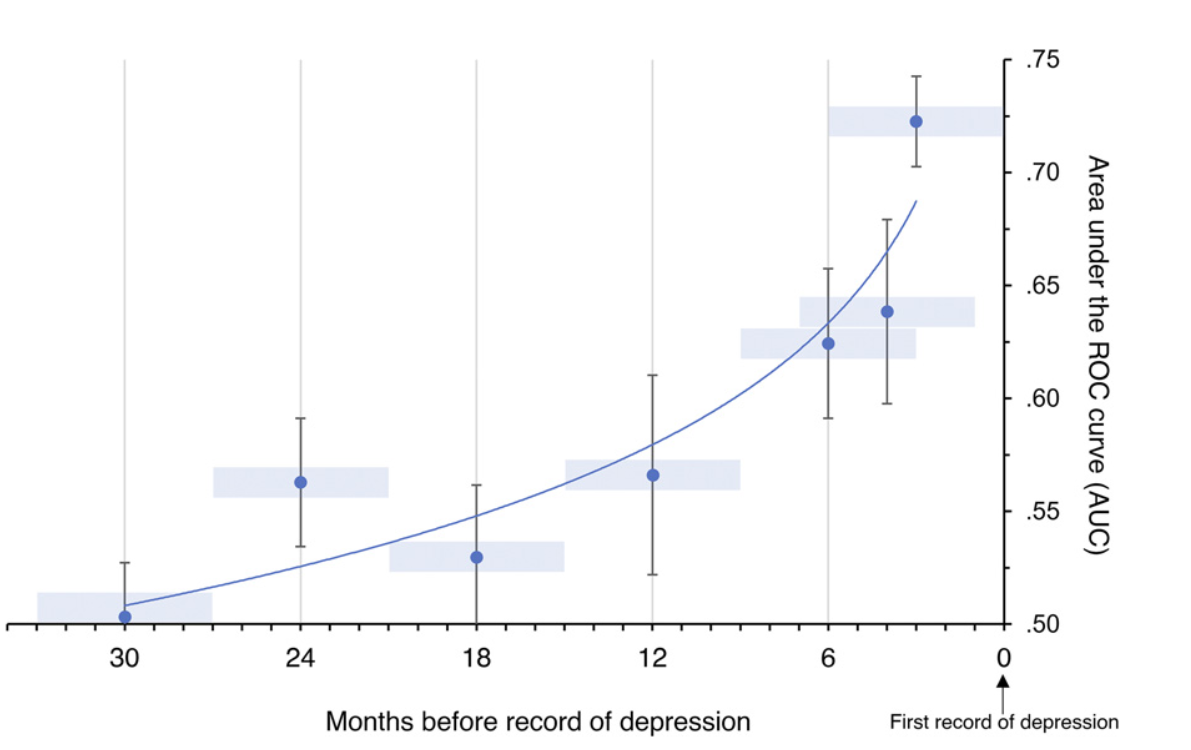 .75
.70
.65
.60
.55
.50
Area under the ROC curve (AUC)
30 24 18 12 6 0
Months before record of depression
First record of depression